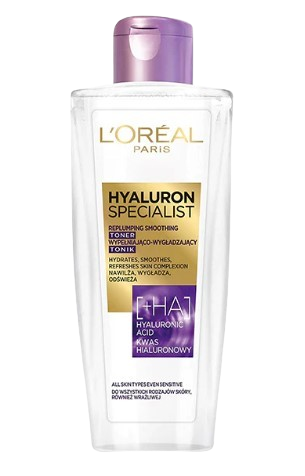 L'ORÉAL
PARIS
HYALURON
SPECIALIST
REPLUMPING SMOOTHING
TONER
WYPEŁNIAJĄCO-WYGŁADZAJĄCY
TONIK
HYDRATES, SMOOTHES,
REFRESHES SKIN COMPLEXION
NAWILŻA, WYGŁADZA,
ODŚWIEŻA
[+HA]
HYALURONIC
ACID
KWAS
HIALURONOWY
ALL SKIN TYPES EVEN SENSITIVE
DO WSZYSTKICH RODZAJÓW SKÓRY,
RÓWNIEŻ WRAŻLIWEJ